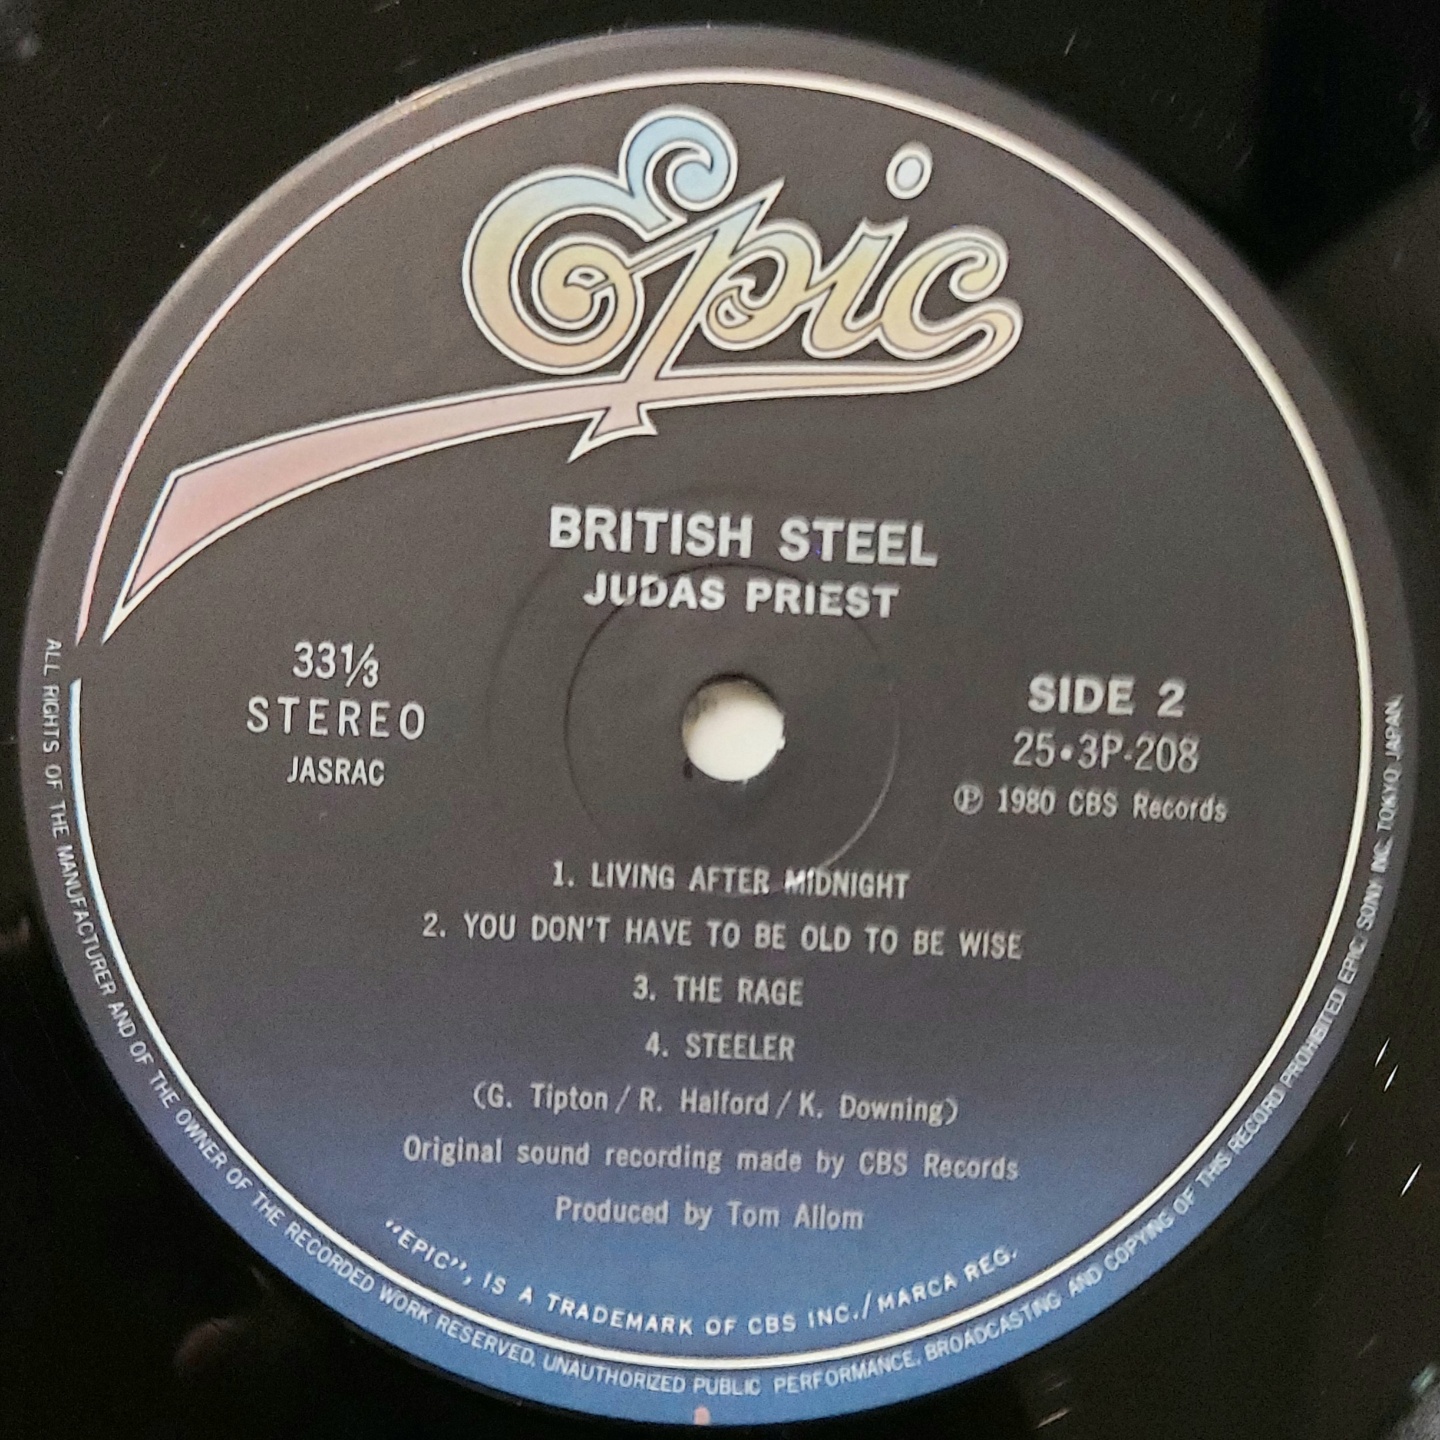 Epic
BRITISH STEEL
JUDAS PRIEST
33⅓
STEREO
JASRAC
SIDE 2
25•3P-208
Ⓟ 1980 CBS Records
1. LIVING AFTER MIDNIGHT
2. YOU DON'T HAVE TO BE OLD TO BE WISE
3. THE RAGE
4. STEELER
(G. Tipton / R. Halford / K. Downing)
Original sound recording made by CBS Records
Produced by Tom Allom
"EPIC", IS A TRADEMARK OF CBS INC./MARCA REG.
ALL RIGHTS OF THE MANUFACTURER AND OF THE OWNER OF THE RECORDED WORK RESERVED. UNAUTHORIZED PUBLIC PERFORMANCE, BROADCASTING AND COPYING OF THIS RECORD PROHIBITED EPIC/SONY INC. TOKYO JAPAN.